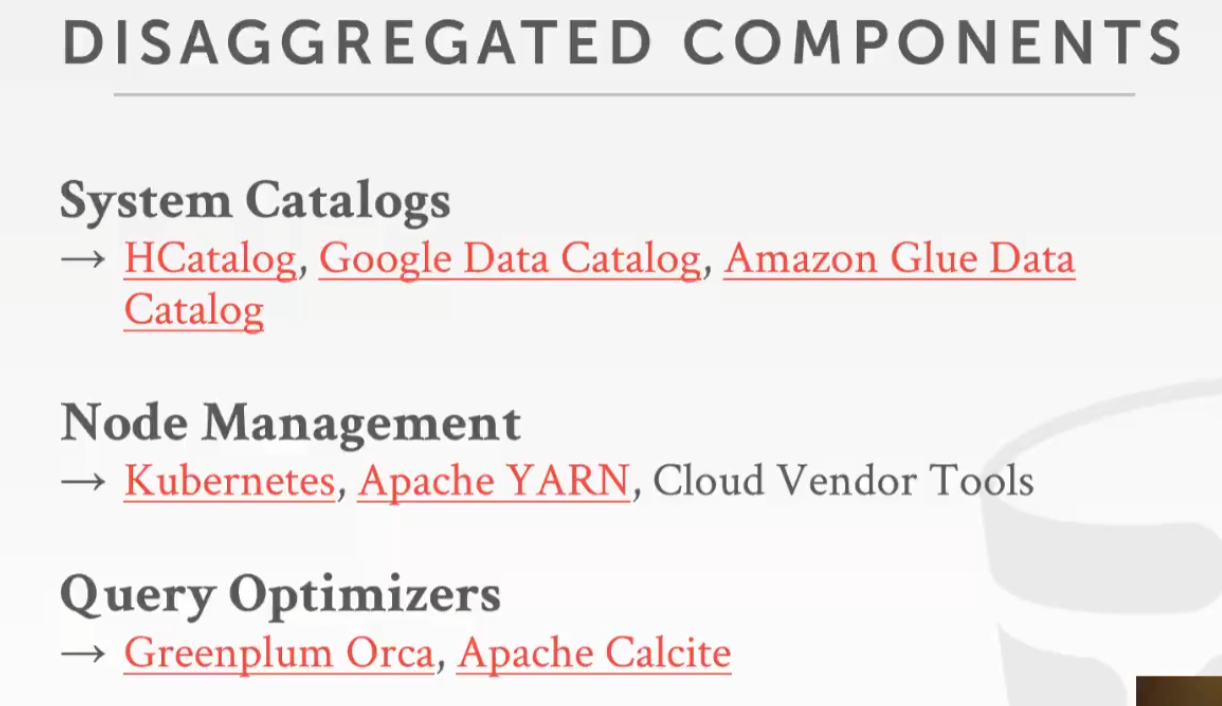 DISAGGREGATED COMPONENTS
System Catalogs
→ HCatalog, Google Data Catalog, Amazon Glue Data
Catalog
Node Management
→ Kubernetes, Apache YARN, Cloud Vendor Tools
Query Optimizers
→ Greenplum Orca, Apache Calcite